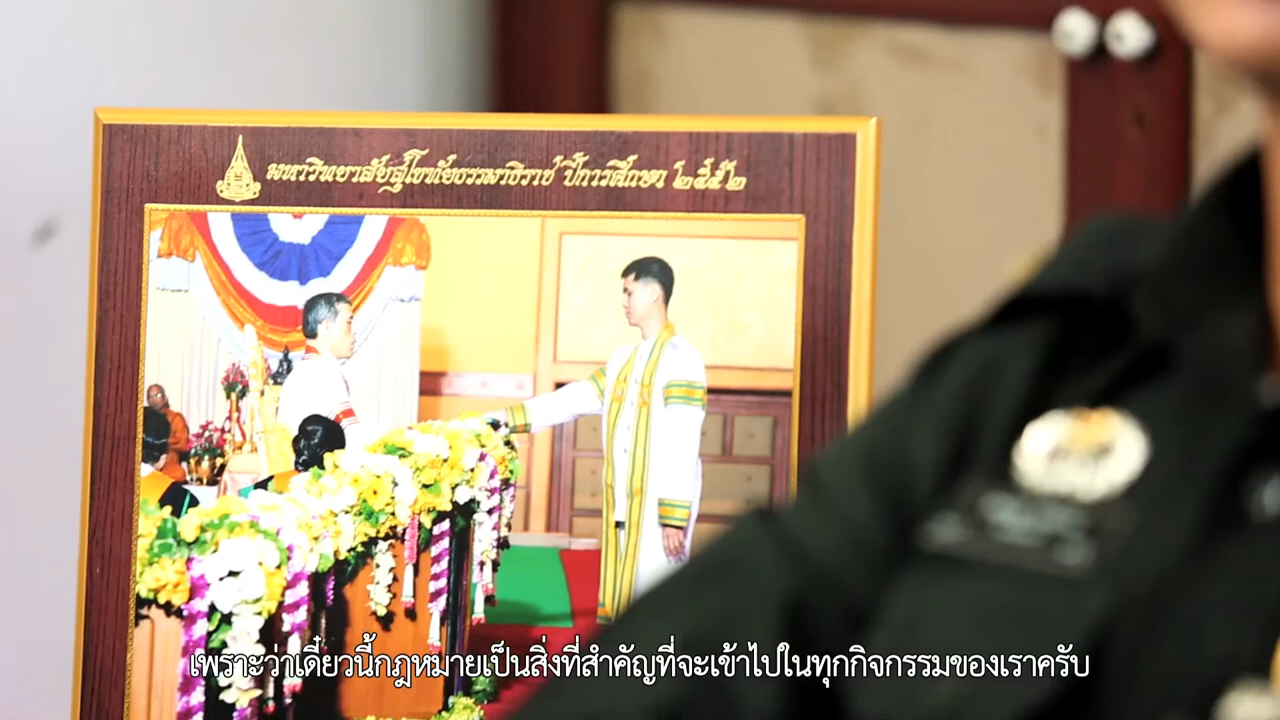 มหาวิทยาลัยสุโขทัยธรรมาธิราช ปีการศึกษา ๒๕๕๒
เพราะว่าเดี๋ยวนี้กฎหมายเป็นสิ่งที่สำคัญที่จะเข้าไปในทุกกิจกรรมของเราครับ